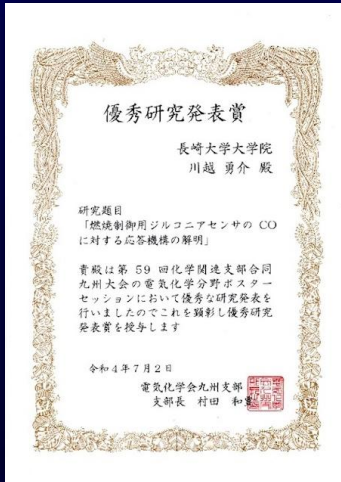 優秀研究発表賞
長崎大学大学院
川越 勇介 殿
研究題目
「燃焼制御用ジルコニアセンサの CO
に対する応答機構の解明」
貴殿は第 59 回化学関連支部合同
九州大会の電気化学分野ポスター
セッションにおいて優秀な研究発表を
行いましたのでこれを顕彰し優秀研究
発表賞を授与します
令和4年7月2日
電気化学会九州支部
支部長 村田 和